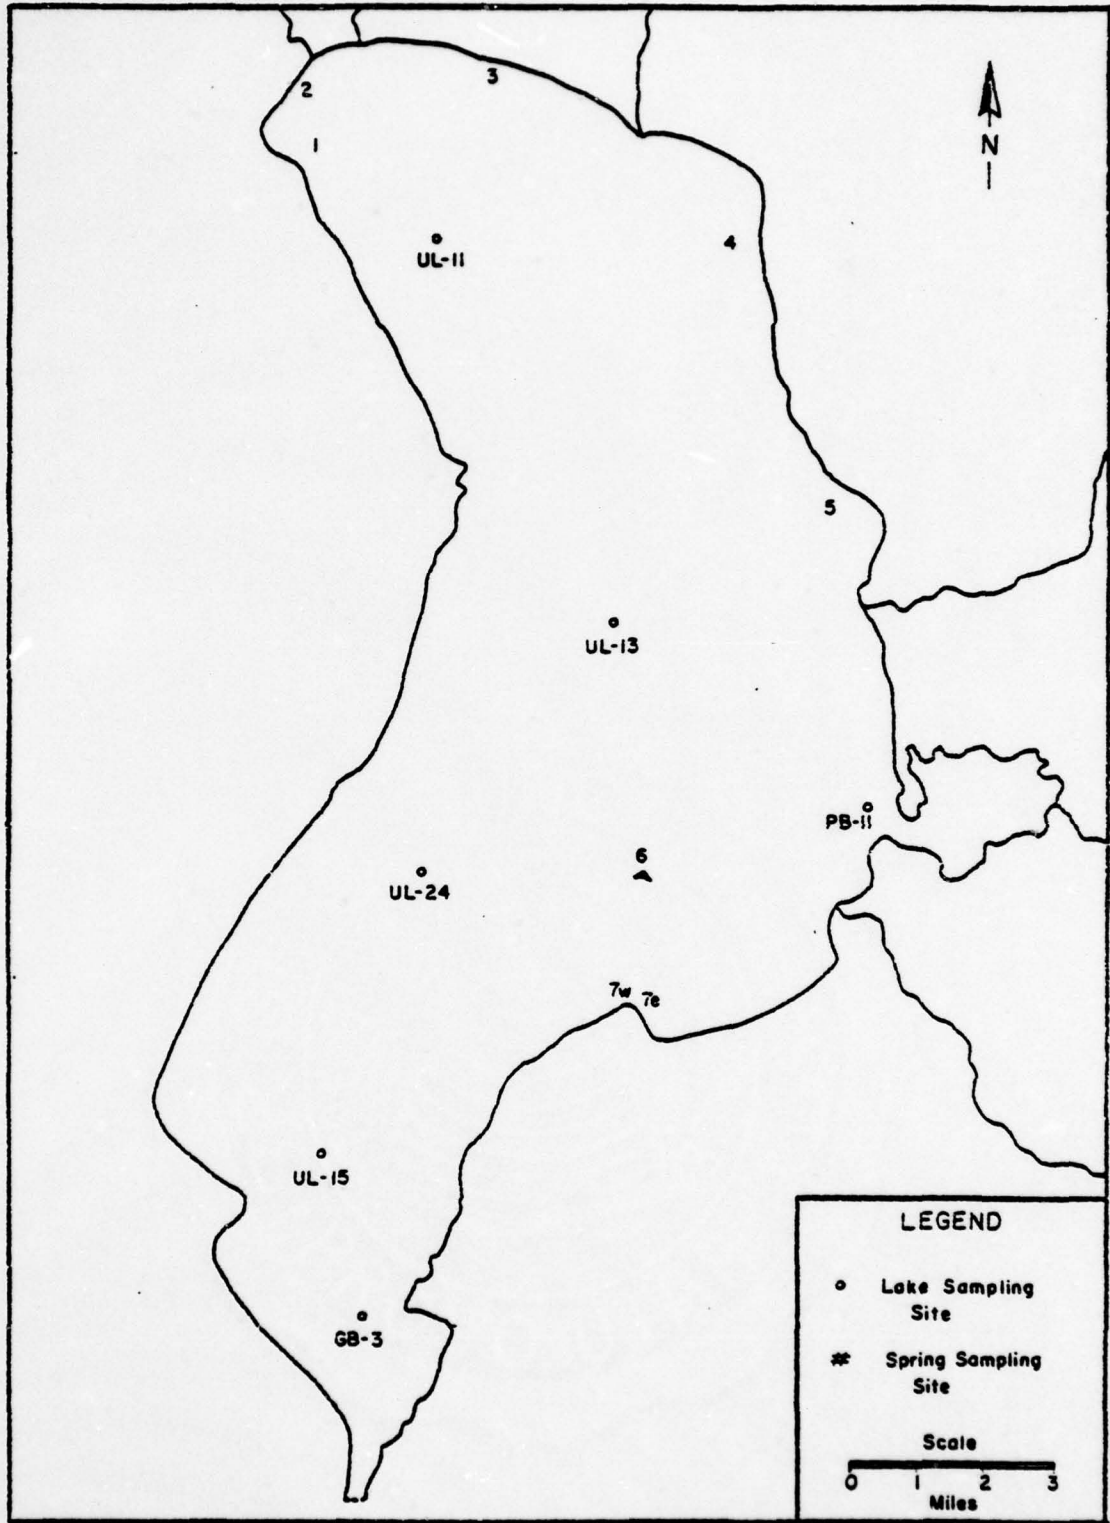 3
2
N
1
4
UL-11
5
UL-13
PB-11
6
UL-24
7w 7e
UL-15
GB-3
LEGEND
Lake Sampling
Site
# Spring Sampling
Site
Scale
0 1 2 3
Miles